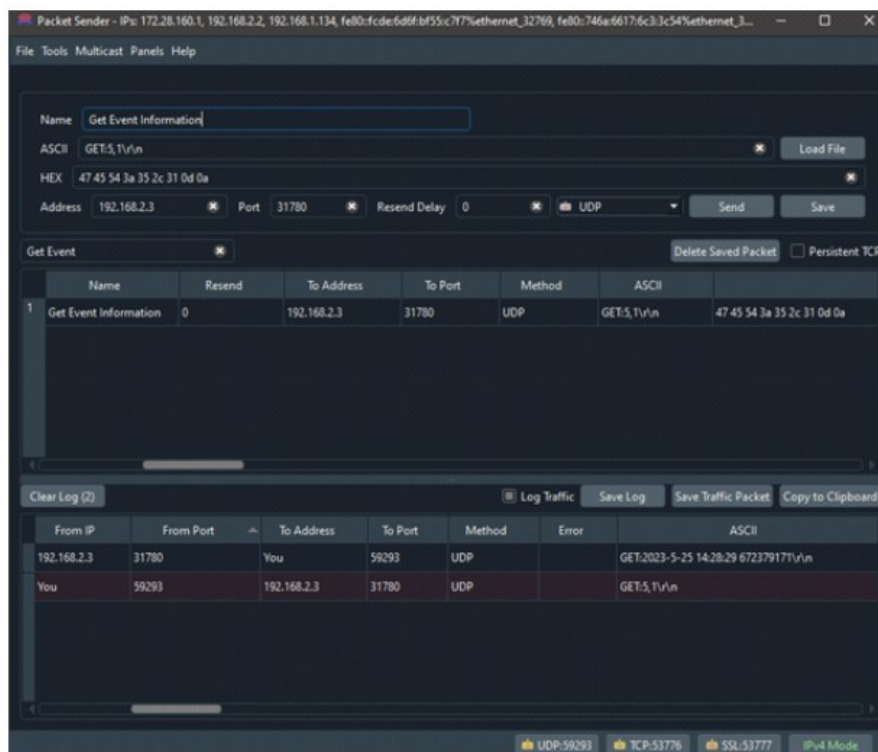 Packet Sender - IPs: 172.28.160.1, 192.168.2.2, 192.168.1.134, fe80::fcde:6d6f:bf55:c7f7%ethernet_32769, fe80::746a:6617:6c3:3c54%ethernet_3...
File Tools Multicast Panels Help
Name Get Event Information
ASCII GET:5,1\r\n Load File
HEX 47 45 54 3a 35 2c 31 0d 0a
Address 192.168.2.3 Port 31780 Resend Delay 0 UDP Send Save
Get Event Delete Saved Packet Persistent TCP
Name Resend To Address To Port Method ASCII
1 Get Event Information 0 192.168.2.3 31780 UDP GET:5,1\r\n 47 45 54 3a 35 2c 31 0d 0a
Clear Log (2) Log Traffic Save Log Save Traffic Packet Copy to Clipboard
From IP From Port To Address To Port Method Error ASCII
192.168.2.3 31780 You 59293 UDP GET:2023-5-25 14:28:29 672379171\r\n
You 59293 192.168.2.3 31780 UDP GET:5,1\r\n
UDP:59293 TCP:53776 SSL:53777 IPv4 Mode